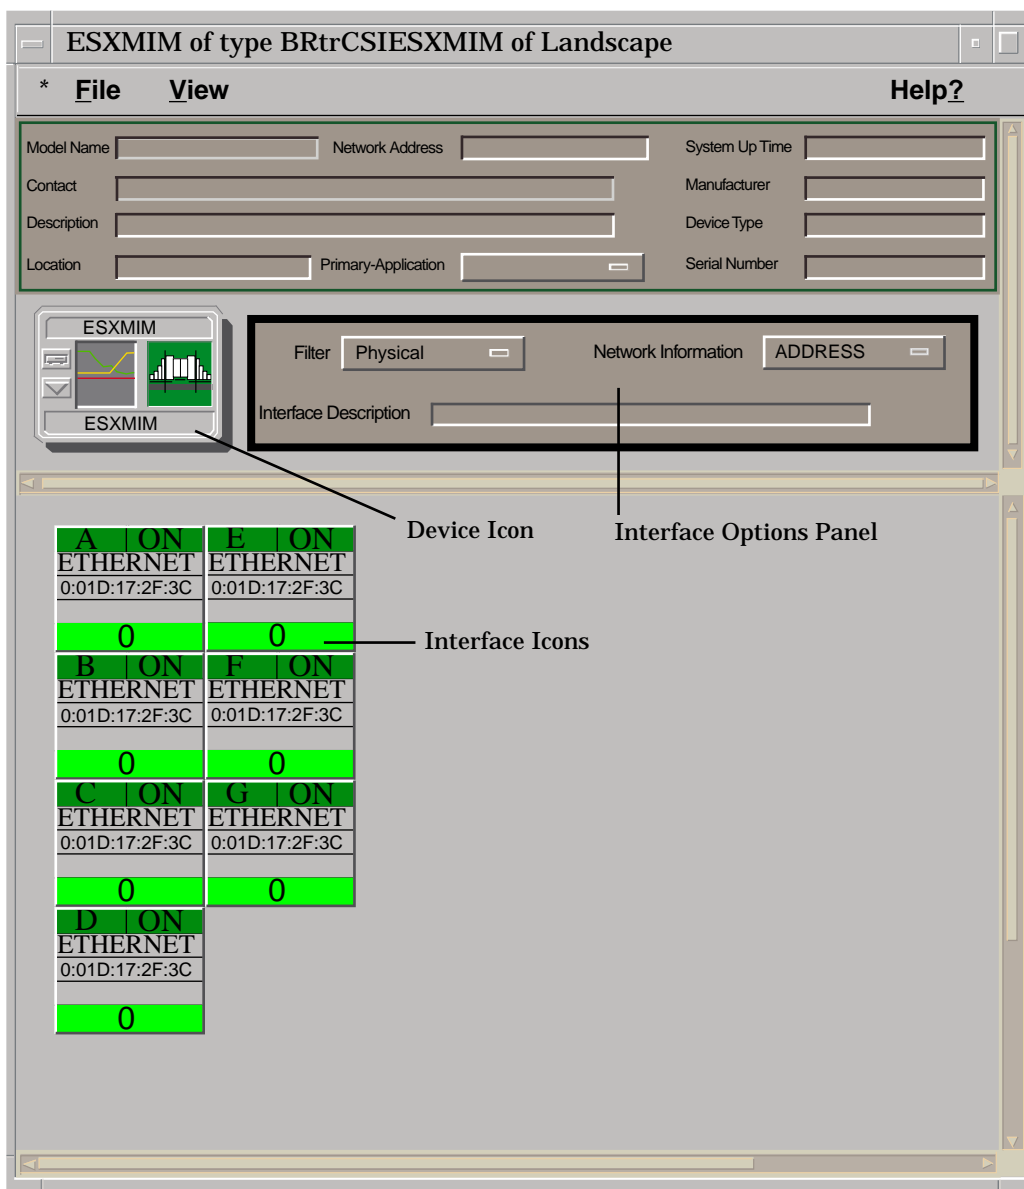 ESXMIM of type BRtrCSIESXMIM of Landscape
* File View Help?
Model Name Network Address System Up Time
Contact Manufacturer
Description Device Type
Location Primary-Application Serial Number
ESXMIM
ESXMIM
Filter Physical Network Information ADDRESS
Interface Description
Device Icon Interface Options Panel
A ON E ON
ETHERNET ETHERNET
0:01D:17:2F:3C 0:01D:17:2F:3C
0 0
Interface Icons
B ON F ON
ETHERNET ETHERNET
0:01D:17:2F:3C 0:01D:17:2F:3C
0 0
C ON G ON
ETHERNET ETHERNET
0:01D:17:2F:3C 0:01D:17:2F:3C
0 0
D ON
ETHERNET
0:01D:17:2F:3C
0